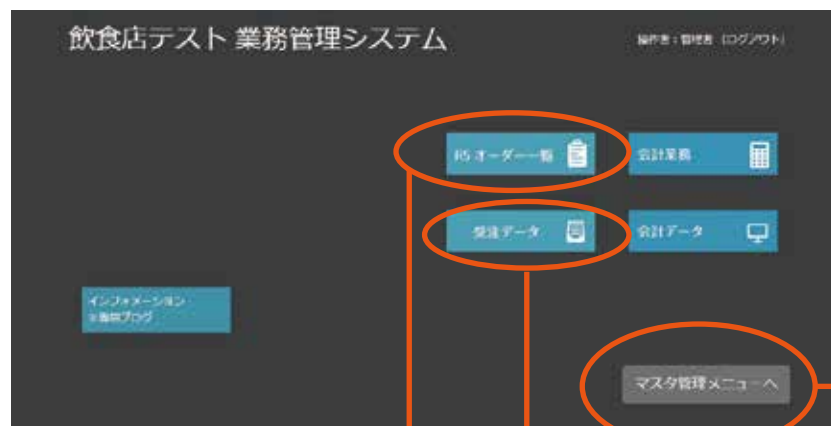 飲食店テスト 業務管理システム
操作者：管理者 (ログアウト)
RS オーダー一覧
会計業務
受注データ
会計データ
インフォメーション
マスタ管理メニューへ